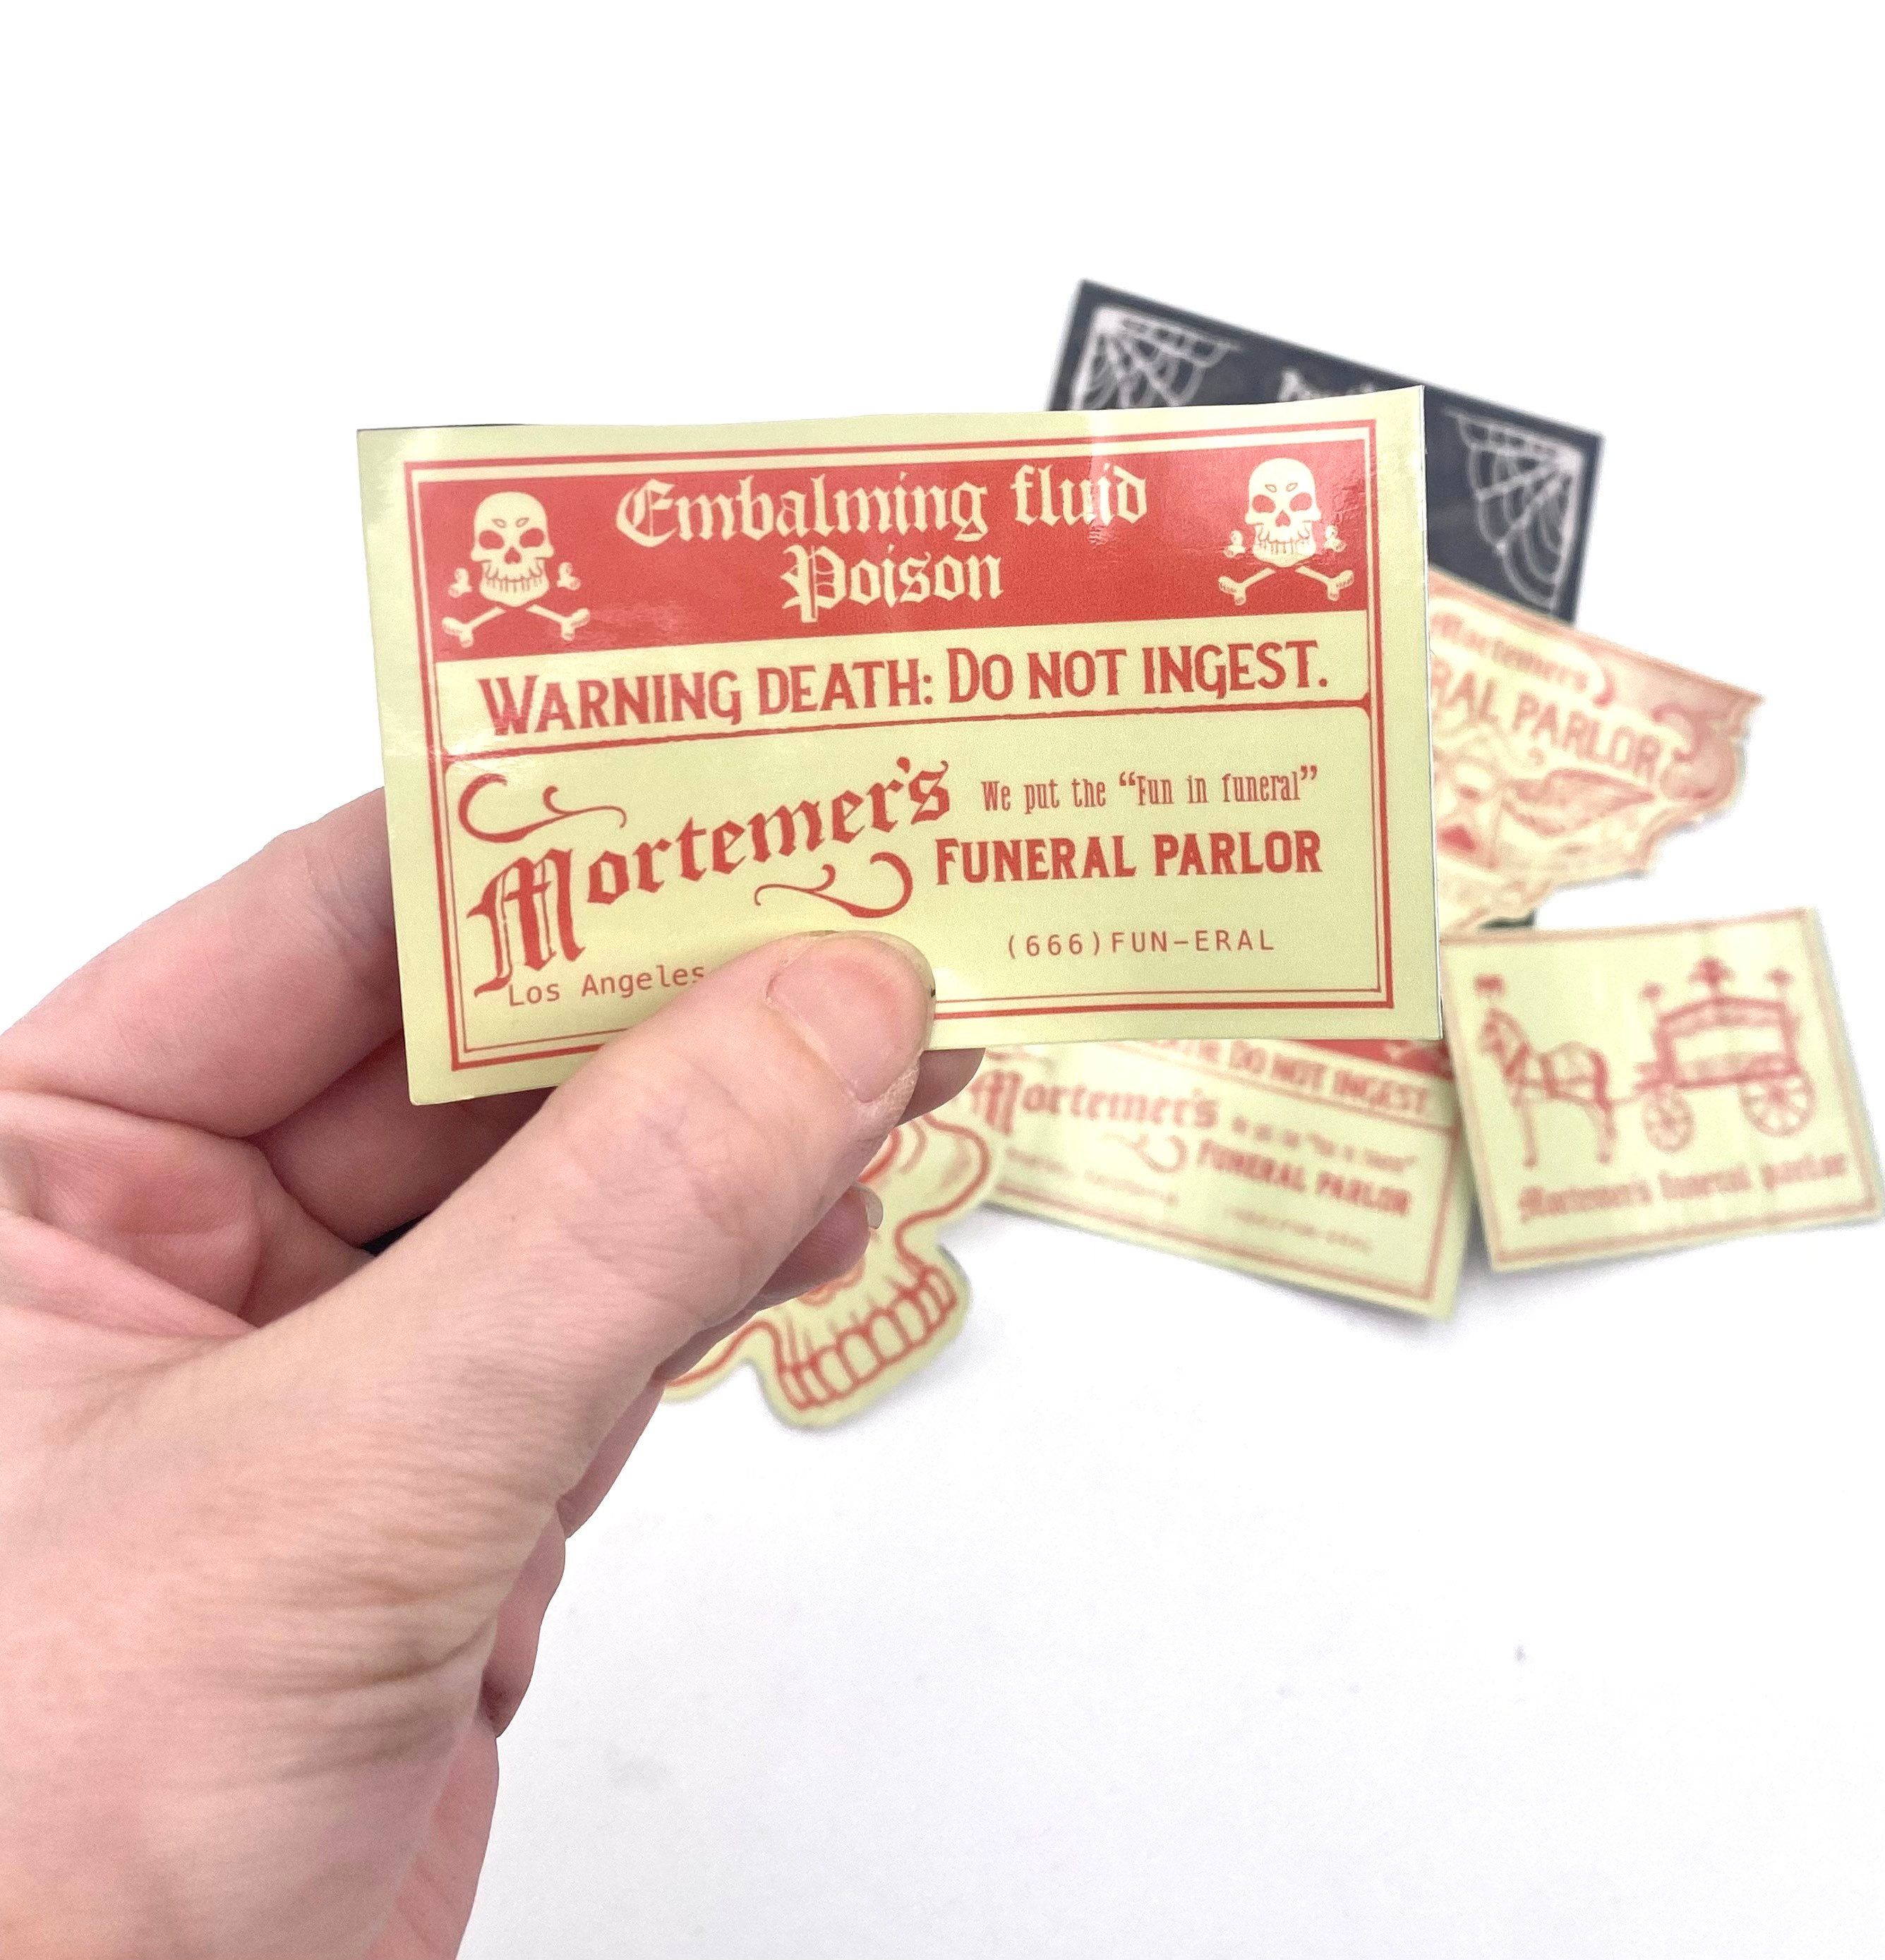 Embalming fluid
Poison
WARNING DEATH: DO NOT INGEST.
Mortemer's
We put the “Fun in funeral”
FUNERAL PARLOR
(666)FUN-ERAL
Los Angeles
Mortemer's
RAL PARLOR
DO NOT INGEST.
Mortemer's
FUNERAL PARLOR
Mortemer's funeral parlor